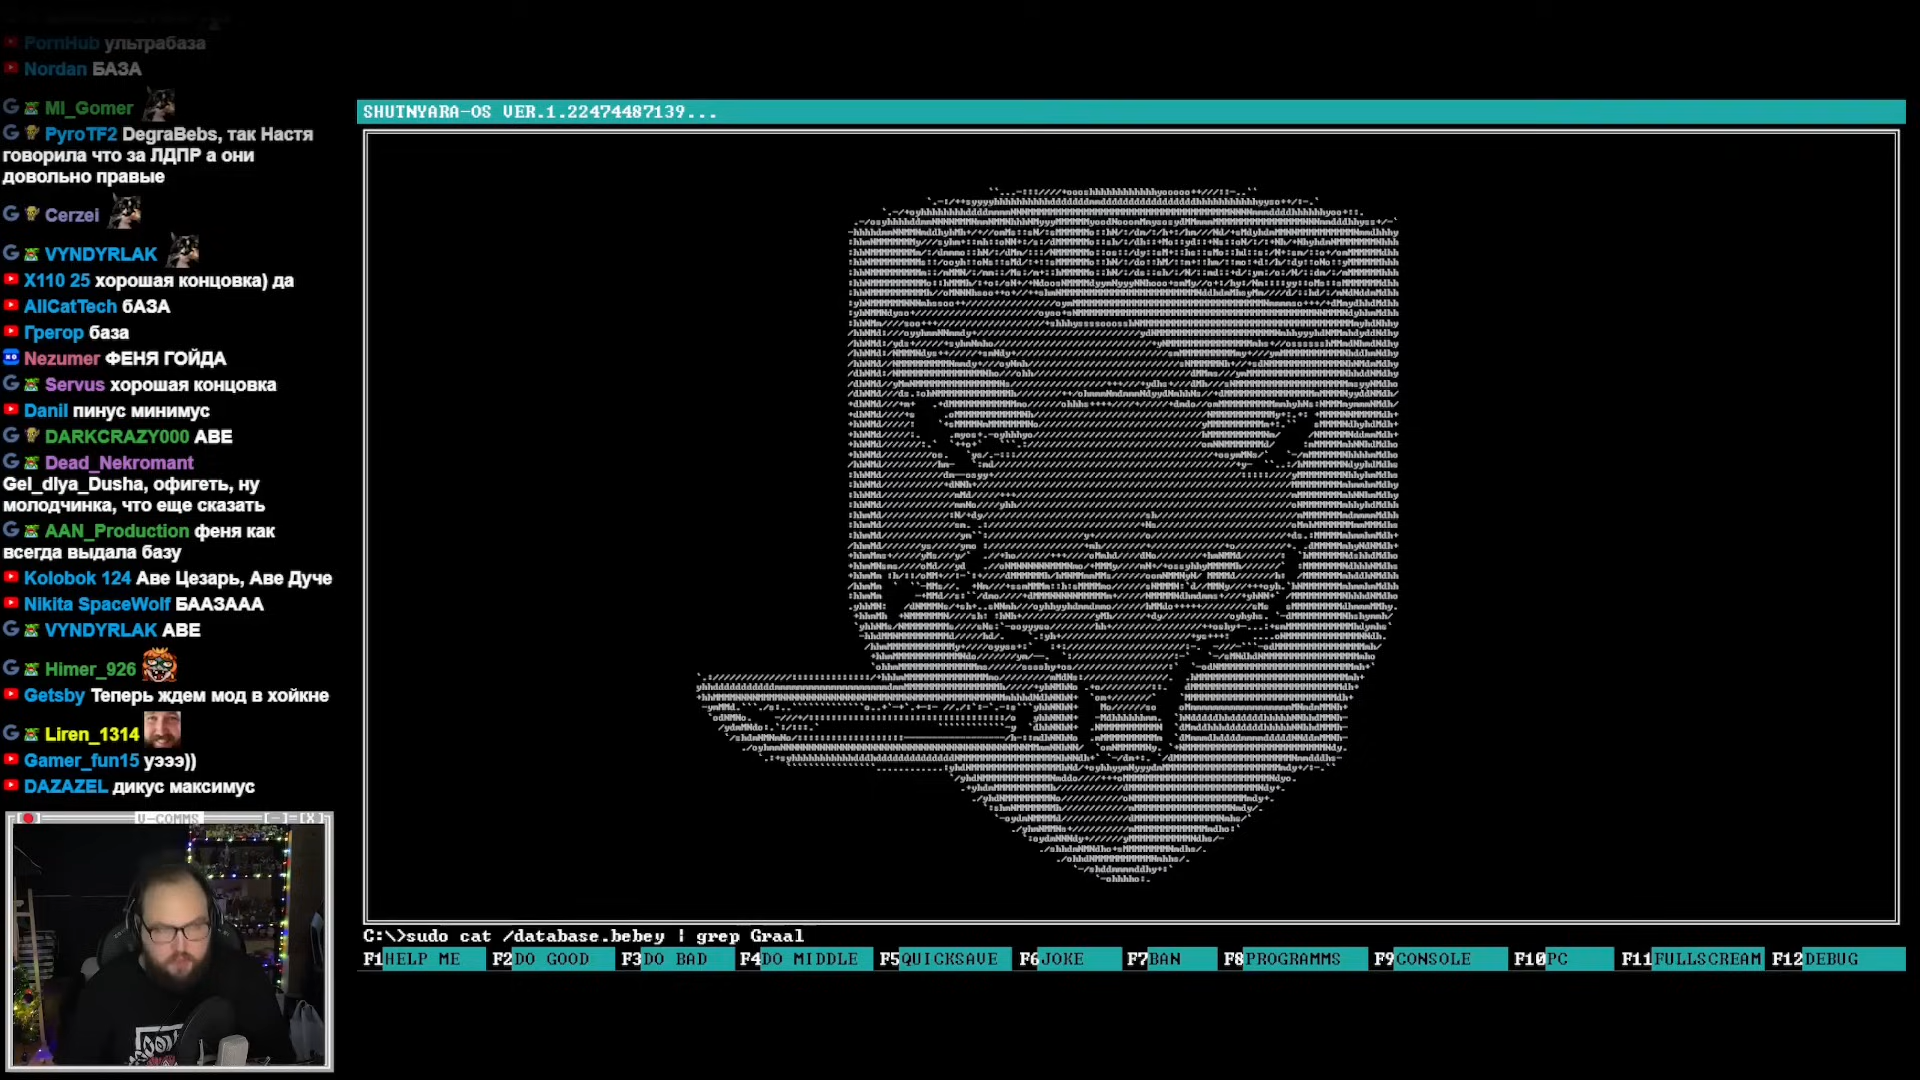 PornHub ультрабаза
Nordan БАЗА
MI_Gomer
PyroTF2 DegraBebs, так Настя
говорила что за ЛДПР а они
довольно правые
Cerzei
VYNDYRLAK
X110 25 хорошая концовка) да
AllCatTech бАЗА
Грегор база
Nezumer ФЕНЯ ГОЙДА
Servus хорошая концовка
Danil пинус минимус
DARKCRAZY000 АВЕ
Dead_Nekromant
Gel_dlya_Dusha, офигеть, ну
молодчинка, что еще сказать
AAN_Production феня как
всегда выдала базу
Kolobok 124 Аве Цезарь, Аве Дуче
Nikita SpaceWolf БААЗААА
VYNDYRLAK АВЕ
Himer_926
Getsby Теперь ждем мод в хойкне
Liren_1314
Gamer_fun15 уэээ))
DAZAZEL дикус максимус
V-COMMS
SHUTNYARA-OS VER.1.22474487139...
C:\>sudo cat /database.bebey | grep Graal
F1HELP ME F2DO GOOD F3DO BAD F4DO MIDDLE F5QUICKSAVE F6JOKE F7BAN F8PROGRAMMS F9CONSOLE F10PC F11FULLSCREAM F12DEBUG